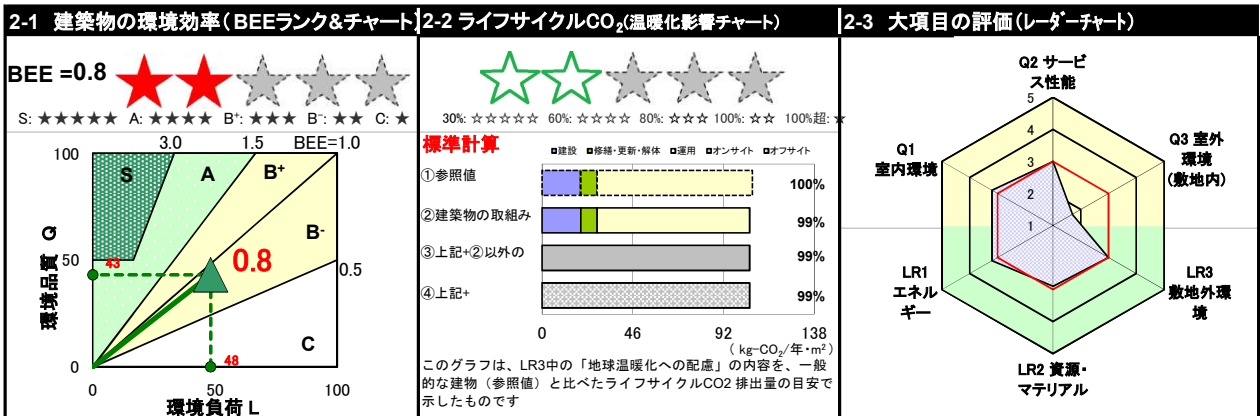 2-1 建築物の環境効率(BEEランク&チャート)
BEE =0.8
S: ★★★★★ A: ★★★★ B⁺: ★★★ B⁻: ★★ C: ★
3.0 1.5 BEE=1.0
100
S
A
B⁺
B⁻
0.8
環境品質 Q
50
43
0.5
C
48
0
0 50 100
環境負荷 L
2-2 ライフサイクルCO₂(温暖化影響チャート)
30%: ☆☆☆☆☆ 60%: ☆☆☆☆ 80%: ☆☆☆ 100%: ☆☆ 100%超: ★
標準計算
■建設 ■修繕・更新・解体 ■運用 ■オンサイト ■オフサイト
①参照値 100%
②建築物の取組み 99%
③上記+②以外の 99%
④上記+ 99%
0 46 92 138
( kg-CO₂/年・m²)
このグラフは、LR3中の「地球温暖化への配慮」の内容を、一般
的な建物(参照値)と比べたライフサイクルCO2 排出量の目安で
示したものです
2-3 大項目の評価(レーダーチャート)
Q2 サービ
ス性能
5
4
3
2
1
Q1
室内環境
Q3 室外
環境
(敷地内)
LR1
エネル
ギー
LR3
敷地外環
境
LR2 資源・
マテリアル